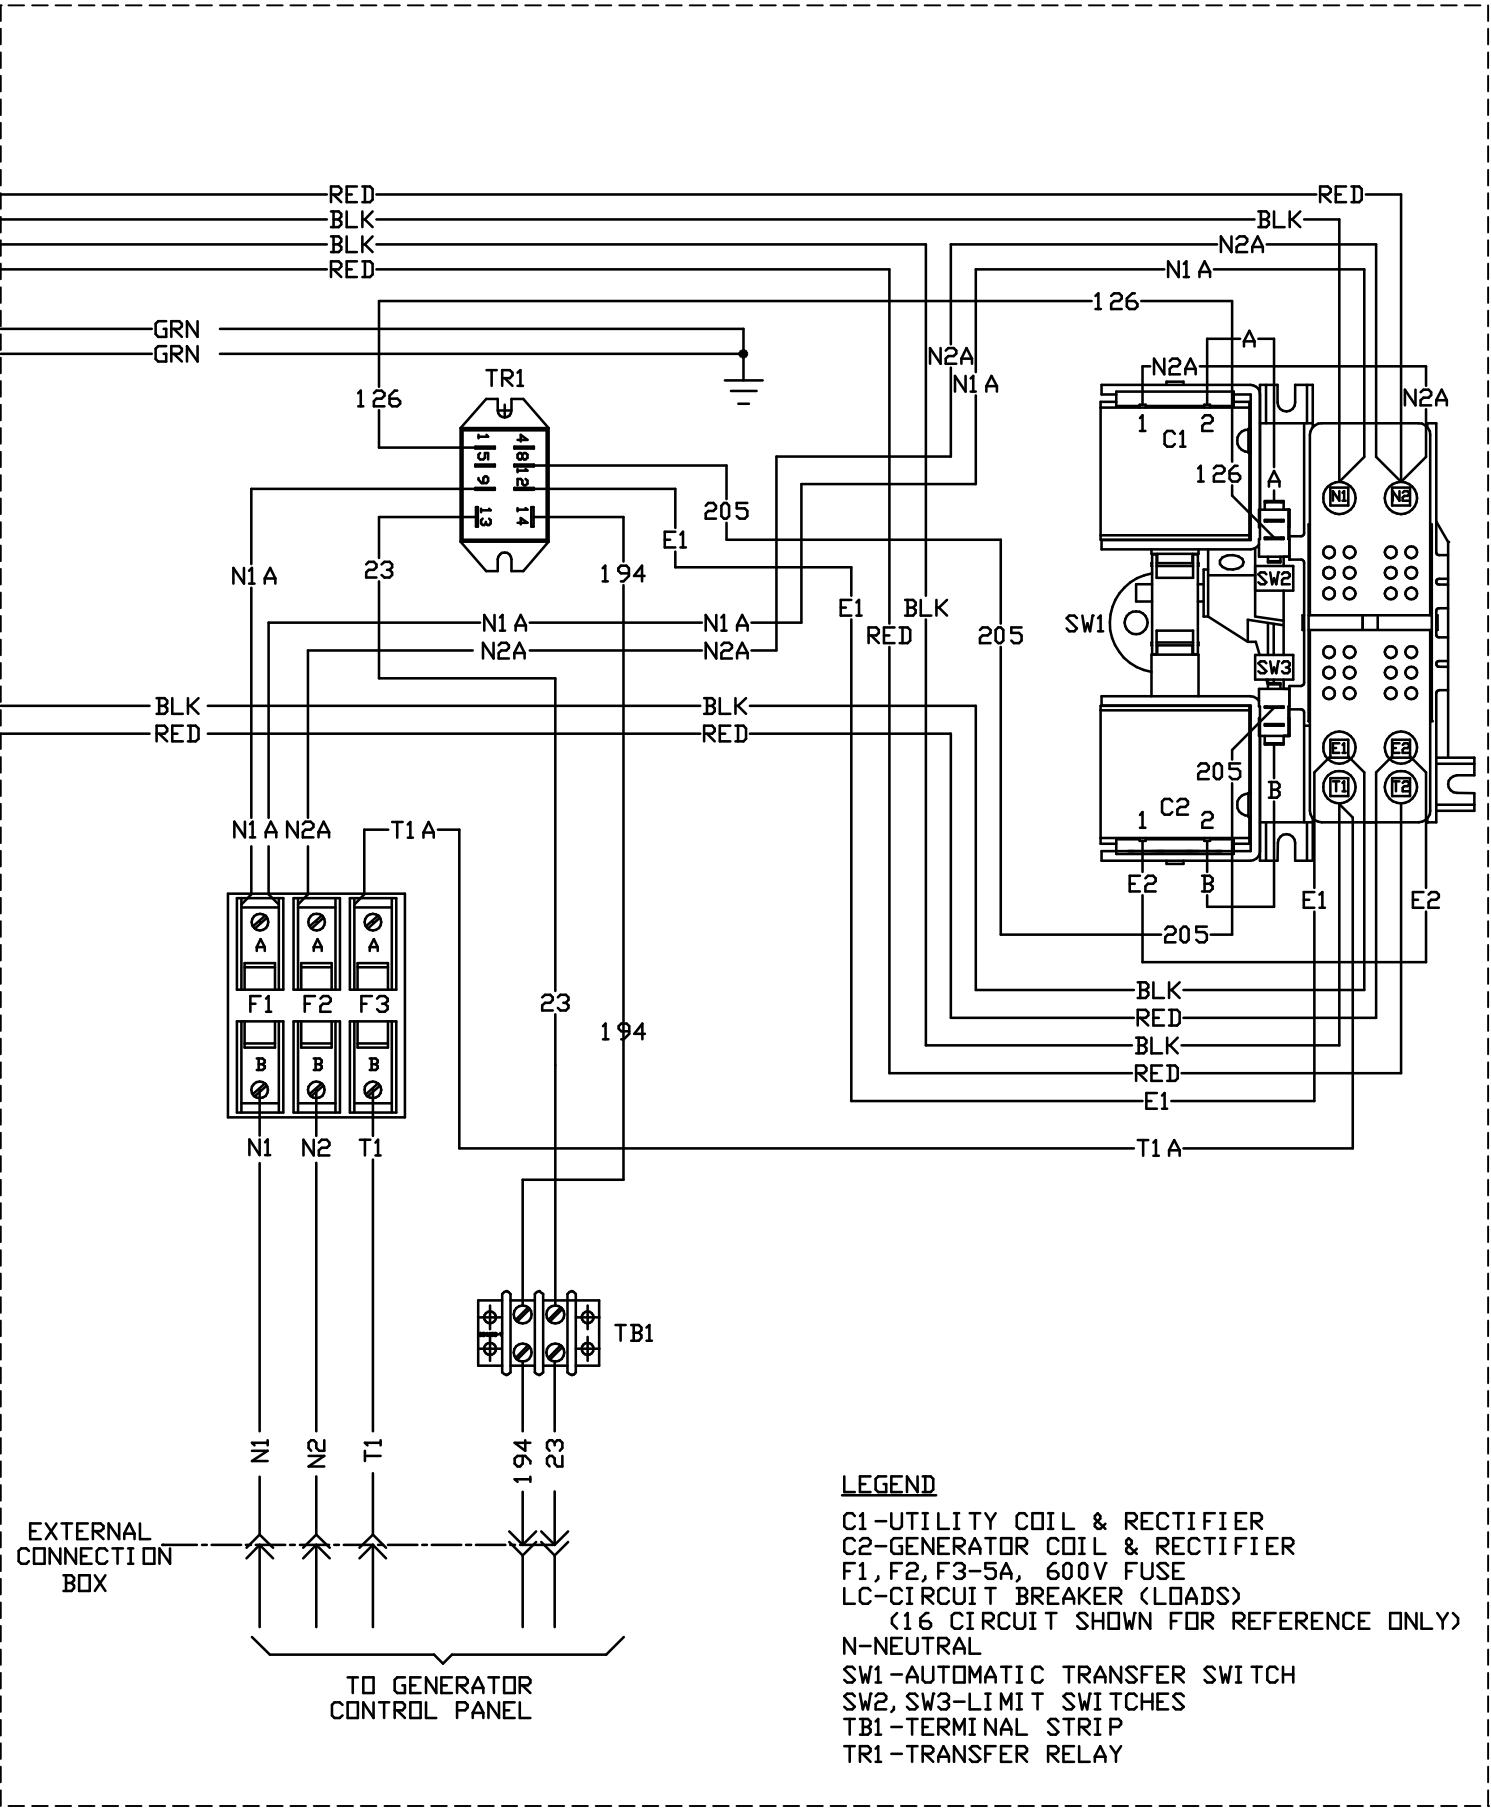 RED RED
BLK BLK
BLK N2A
RED N1A
126
GRN
GRN
A
N2A N2A
TR1 N1A
126 N2A
1 4 1 2
5 8 C1
9 12 126 A
13 14 205 N1 N2
E1
23 194
N1A SW2
E1 BLK
N1A N1A RED 205 SW1
N2A N2A SW3
BLK BLK
RED RED
E1 E2
205 B T1 T2
C2
1 2
N1A N2A T1A
E2 B E1 E2
205
A A A
BLK
F1 F2 F3 23
RED
194 BLK
B B B RED
E1
N1 N2 T1 T1A
TB1
N1 N2 T1 194 23
LEGEND
EXTERNAL
CONNECTION
BOX
C1-UTILITY COIL & RECTIFIER
C2-GENERATOR COIL & RECTIFIER
F1,F2,F3-5A, 600V FUSE
LC-CIRCUIT BREAKER (LOADS)
(16 CIRCUIT SHOWN FOR REFERENCE ONLY)
N-NEUTRAL
SW1-AUTOMATIC TRANSFER SWITCH
SW2,SW3-LIMIT SWITCHES
TB1-TERMINAL STRIP
TR1-TRANSFER RELAY
TO GENERATOR
CONTROL PANEL